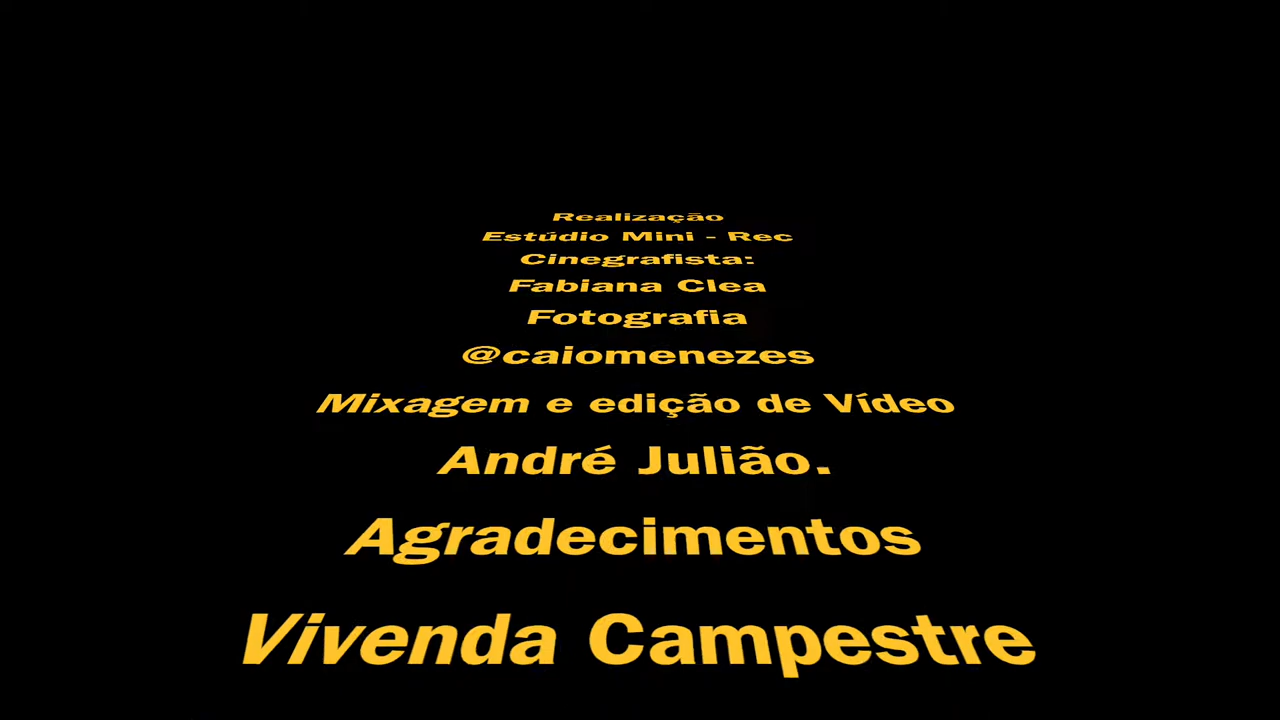 Realização
Estúdio Mini - Rec
Cinegrafista:
Fabiana Clea
Fotografia
@caiomenezes
Mixagem e edição de Vídeo
André Julião.
Agradecimentos
Vivenda Campestre